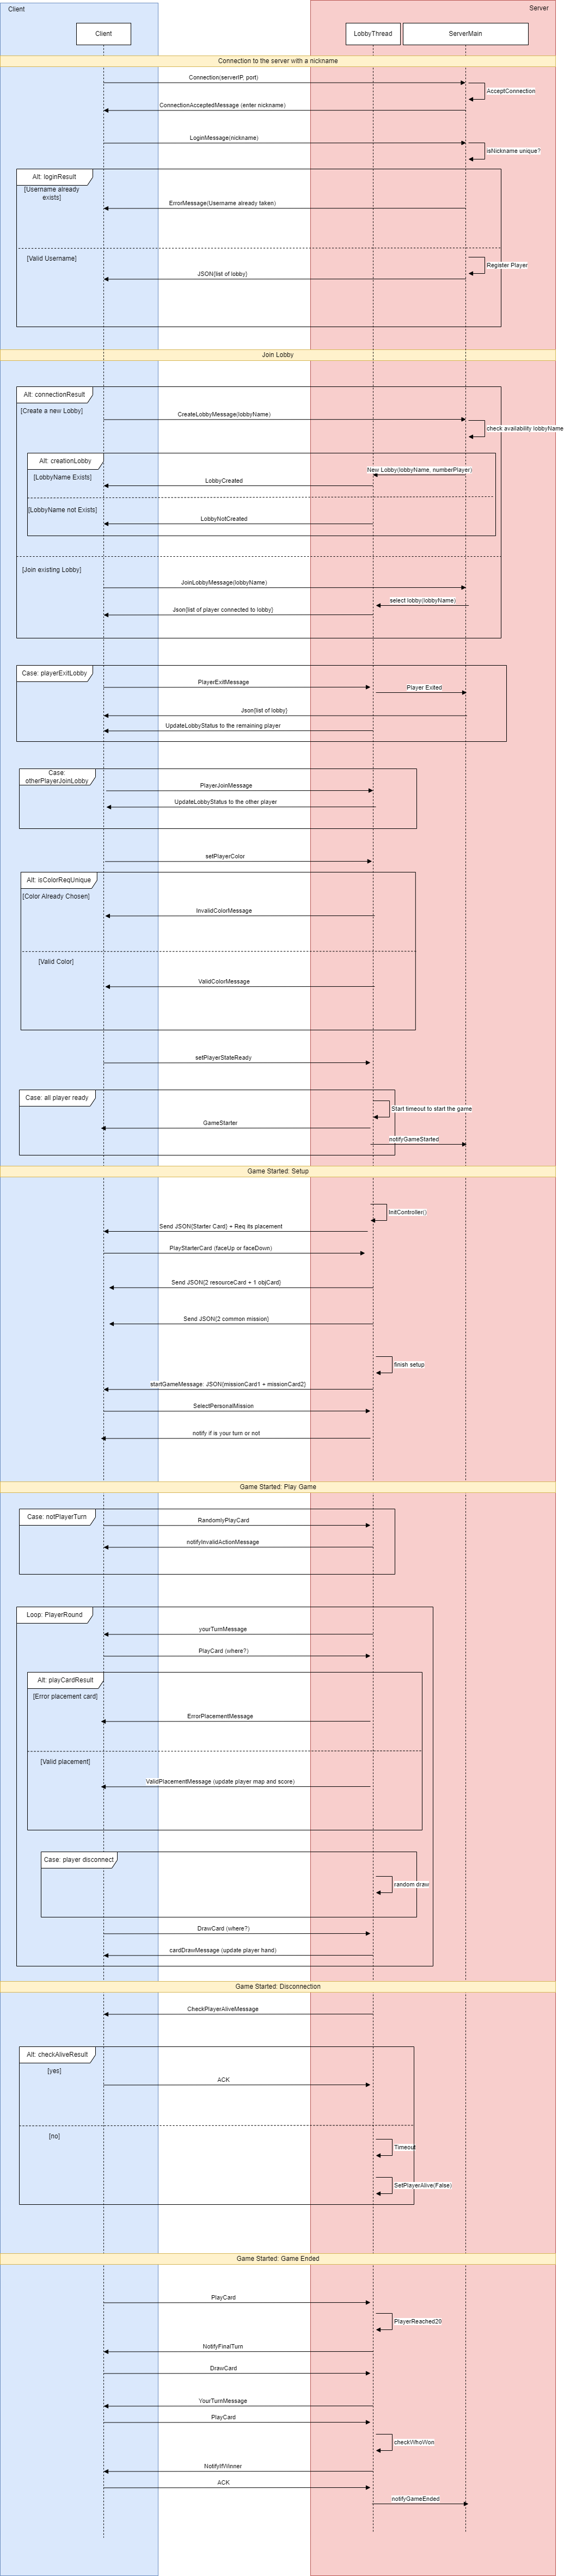 Client
Server
Client
LobbyThread
ServerMain
Connection to the server with a nickname
Connection(serverIP, port)
AcceptConnection
ConnectionAcceptedMessage (enter nickname)
LoginMessage(nickname)
isNickname unique?
Alt: loginResult
[Username already
exists]
ErrorMessage(Username already taken)
[Valid Username]
Register Player
JSON{list of lobby}
Join Lobby
Alt: connectionResult
[Create a new Lobby]
CreateLobbyMessage(lobbyName)
check availability lobbyName
Alt: creationLobby
New Lobby(lobbyName, numberPlayer)
[LobbyName Exists]
LobbyCreated
[LobbyName not Exists]
LobbyNotCreated
[Join existing Lobby]
JoinLobbyMessage(lobbyName)
select lobby(lobbyName)
Json{list of player connected to lobby}
Case: playerExitLobby
PlayerExitMessage
Player Exited
Json{list of lobby}
UpdateLobbyStatus to the remaining player
Case:
otherPlayerJoinLobby
PlayerJoinMessage
UpdateLobbyStatus to the other player
setPlayerColor
Alt: isColorReqUnique
[Color Already Chosen]
InvalidColorMessage
[Valid Color]
ValidColorMessage
setPlayerStateReady
Case: all player ready
Start timeout to start the game
GameStarter
notifyGameStarted
Game Started: Setup
InitController()
Send JSON{Starter Card} + Req its placement
PlayStarterCard (faceUp or faceDown)
Send JSON{2 resourceCard + 1 objCard}
Send JSON{2 common mission}
finish setup
startGameMessage: JSON{missionCard1 + missionCard2}
SelectPersonalMission
notify if is your turn or not
Game Started: Play Game
Case: notPlayerTurn
RandomlyPlayCard
notifyInvalidActionMessage
Loop: PlayerRound
yourTurnMessage
PlayCard (where?)
Alt: playCardResult
[Error placement card]
ErrorPlacementMessage
[Valid placement]
ValidPlacementMessage (update player map and score)
Case: player disconnect
random draw
DrawCard (where?)
cardDrawMessage (update player hand)
Game Started: Disconnection
CheckPlayerAliveMessage
Alt: checkAliveResult
[yes]
ACK
[no]
Timeout
SetPlayerAlive(False)
Game Started: Game Ended
PlayCard
PlayerReached20
NotifyFinalTurn
DrawCard
YourTurnMessage
PlayCard
checkWhoWon
NotifyIfWinner
ACK
notifyGameEnded